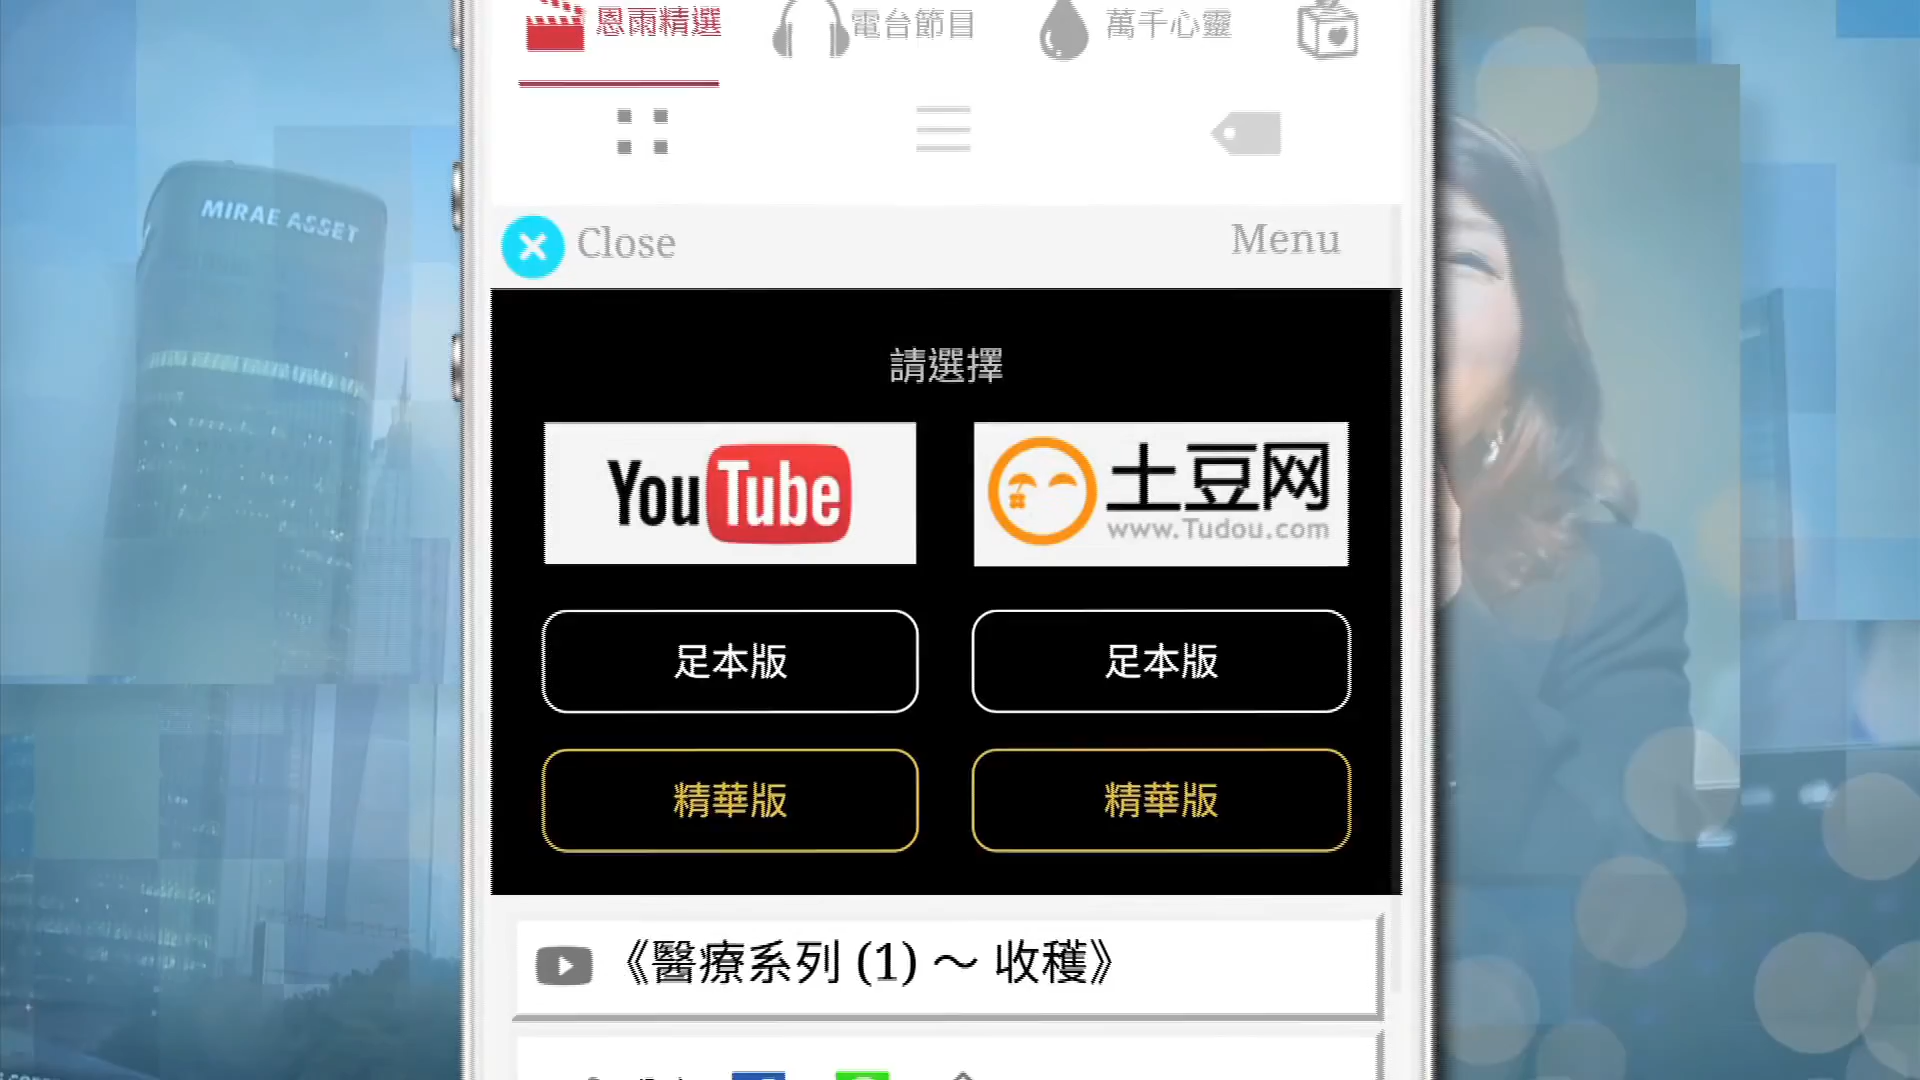 恩雨精選 電台節目 萬千心靈
MIRAE ASSET
Close Menu
請選擇
YouTube 土豆网
www.Tudou.com
足本版 足本版
精華版 精華版
《醫療系列 (1) ～ 收穫》